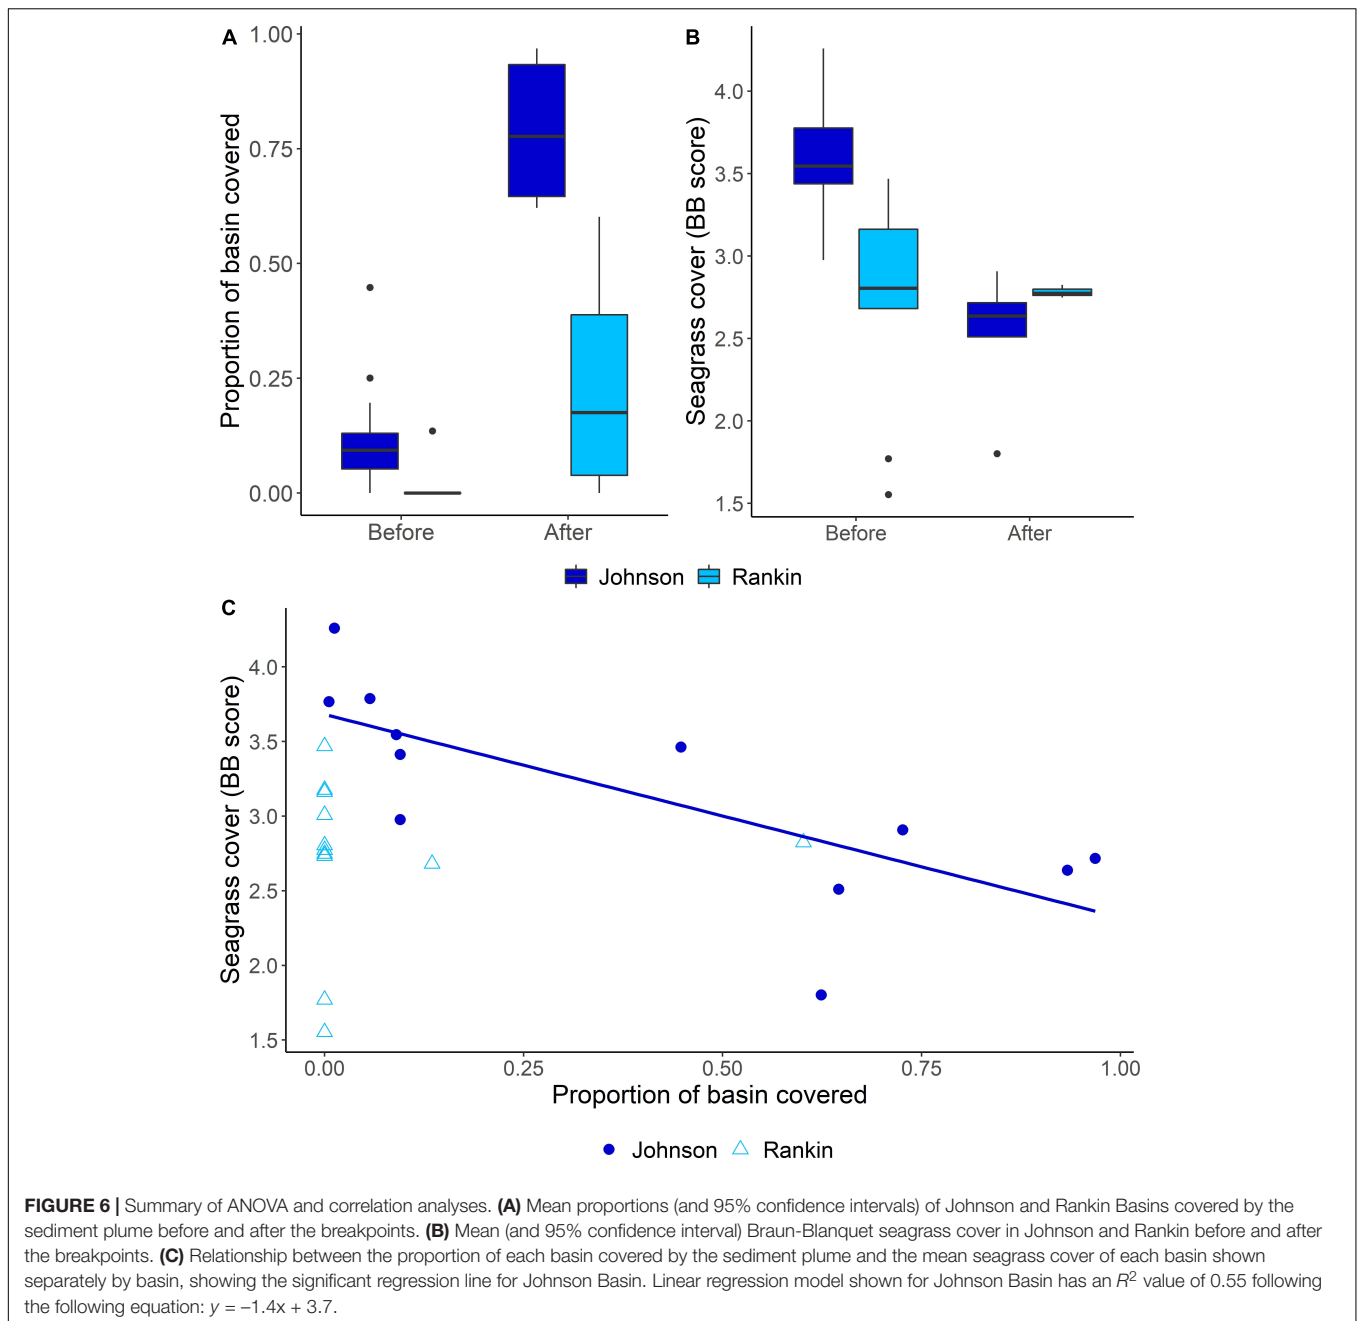 A
Proportion of basin covered
1.00
0.75
0.50
0.25
0.00
Before
After
B
Seagrass cover (BB score)
4.0
3.5
3.0
2.5
2.0
1.5
Before
After
Johnson
Rankin
C
Seagrass cover (BB score)
4.0
3.5
3.0
2.5
2.0
1.5
0.00
0.25
0.50
0.75
1.00
Proportion of basin covered
Johnson
Rankin
FIGURE 6 | Summary of ANOVA and correlation analyses. (A) Mean proportions (and 95% confidence intervals) of Johnson and Rankin Basins covered by the
sediment plume before and after the breakpoints. (B) Mean (and 95% confidence interval) Braun-Blanquet seagrass cover in Johnson and Rankin before and after
the breakpoints. (C) Relationship between the proportion of each basin covered by the sediment plume and the mean seagrass cover of each basin shown
separately by basin, showing the significant regression line for Johnson Basin. Linear regression model shown for Johnson Basin has an R² value of 0.55 following
the following equation: y = –1.4x + 3.7.